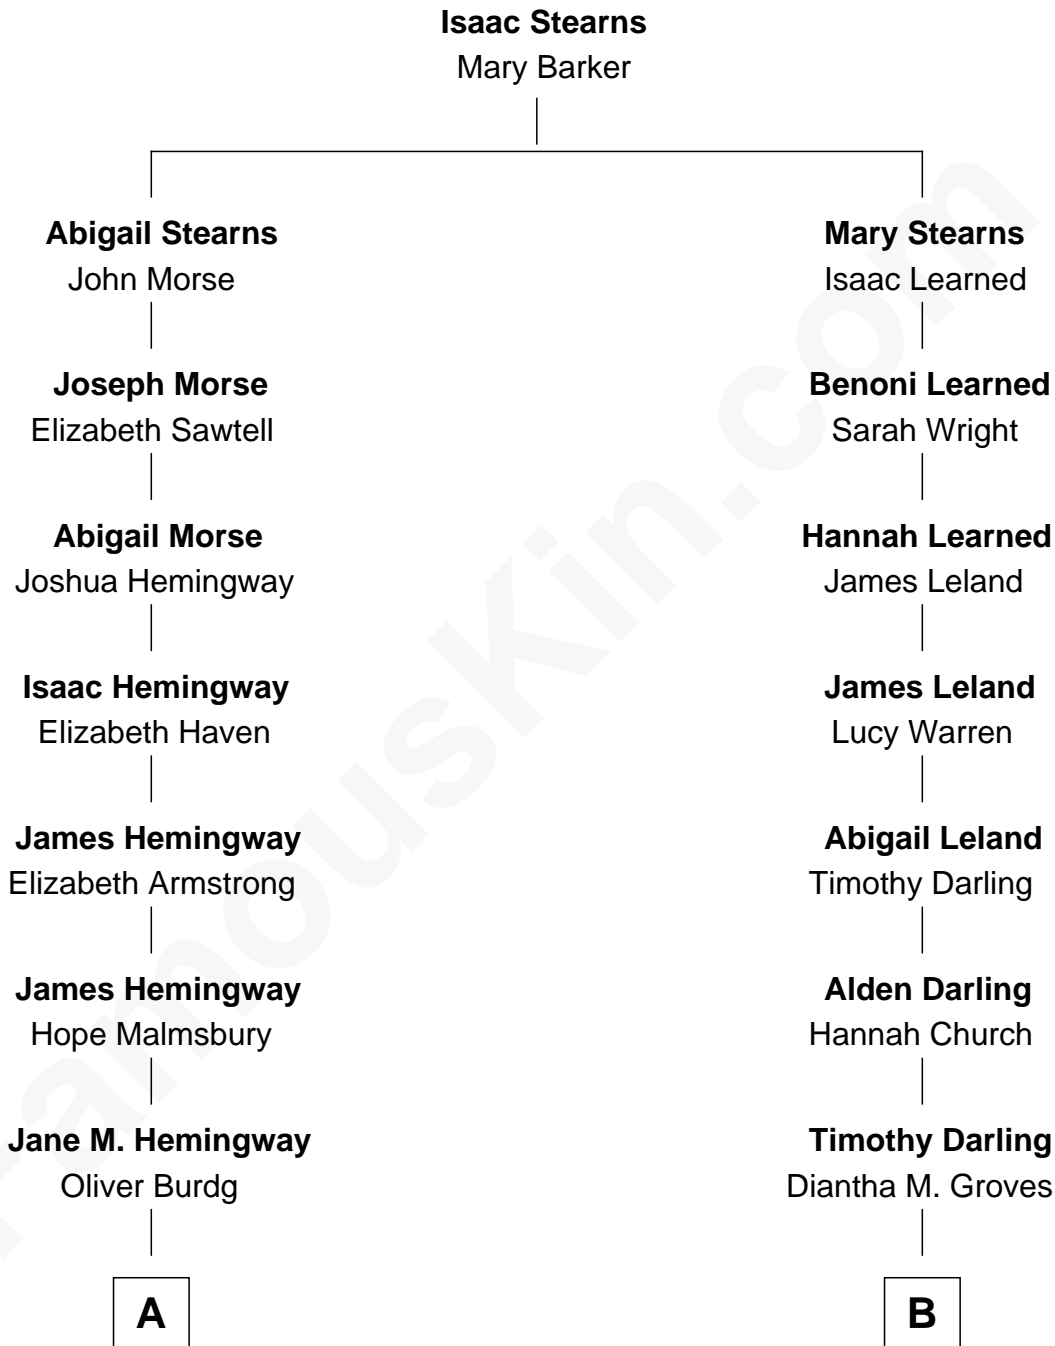 Isaac Stearns
Mary Barker
Abigail Stearns
John Morse
Mary Stearns
Isaac Learned
Joseph Morse
Elizabeth Sawtell
Benoni Learned
Sarah Wright
Abigail Morse
Joshua Hemingway
Hannah Learned
James Leland
Isaac Hemingway
Elizabeth Haven
James Leland
Lucy Warren
James Hemingway
Elizabeth Armstrong
Abigail Leland
Timothy Darling
James Hemingway
Hope Malmsbury
Alden Darling
Hannah Church
Jane M. Hemingway
Oliver Burdg
Timothy Darling
Diantha M. Groves
A
B
FamousKin.com